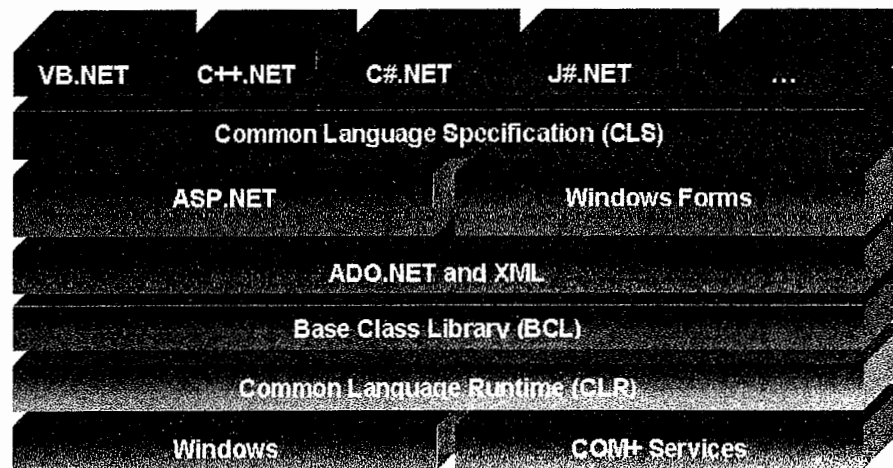 VB.NET C++.NET C#.NET J#.NET ...
Common Language Specification (CLS)
ASP.NET Windows Forms
ADO.NET and XML
Base Class Library (BCL)
Common Language Runtime (CLR)
Windows COM+ Services